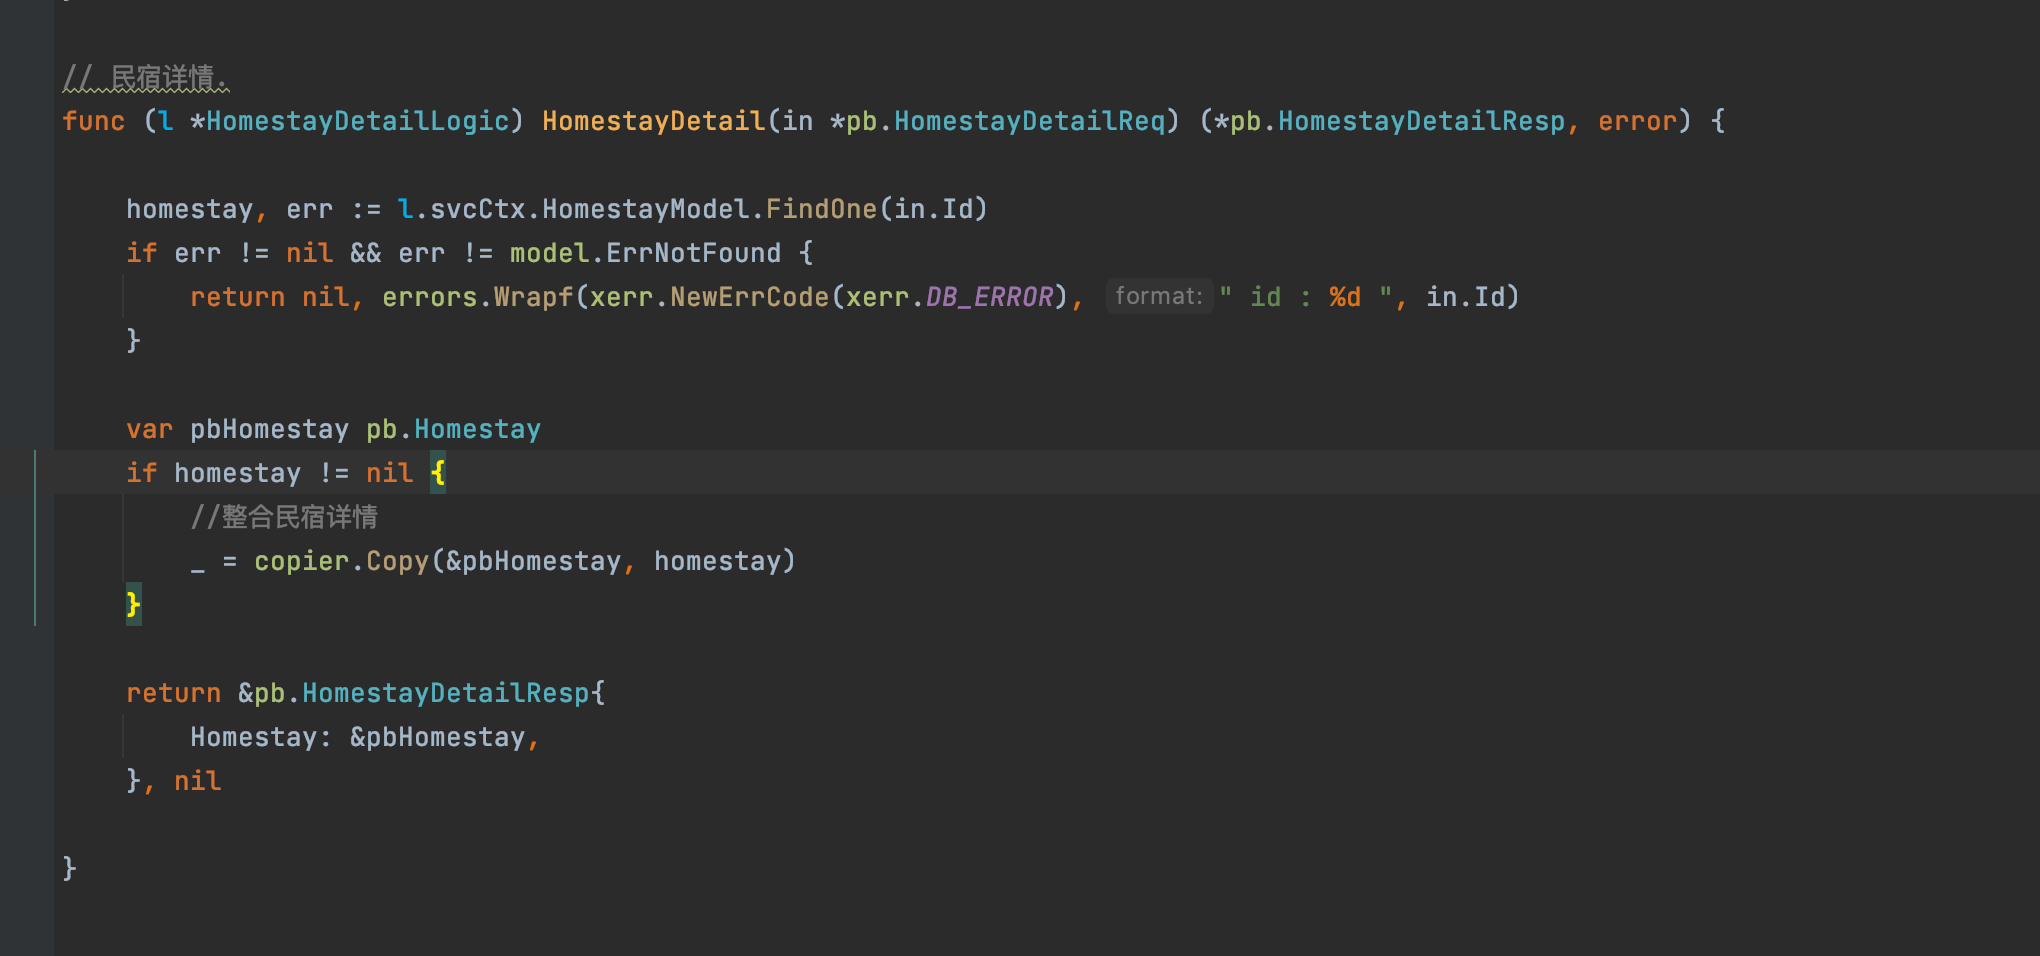 // 民宿详情.
func (l *HomestayDetailLogic) HomestayDetail(in *pb.HomestayDetailReq) (*pb.HomestayDetailResp, error) {
homestay, err := l.svcCtx.HomestayModel.FindOne(in.Id)
if err != nil && err != model.ErrNotFound {
return nil, errors.Wrapf(xerr.NewErrCode(xerr.DB_ERROR), format: " id : %d ", in.Id)
}
var pbHomestay pb.Homestay
if homestay != nil {
//整合民宿详情
_ = copier.Copy(&pbHomestay, homestay)
}
return &pb.HomestayDetailResp{
Homestay: &pbHomestay,
}, nil
}